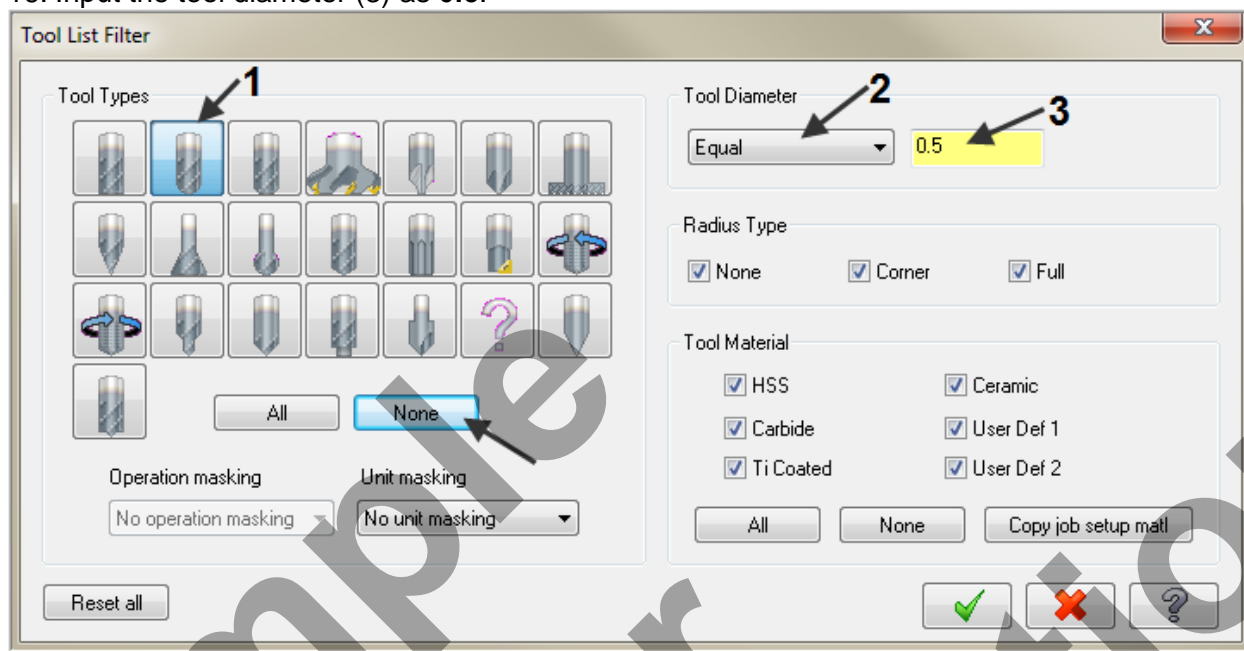 Tool List Filter
Tool Types
1
All
None
Operation masking
Unit masking
No operation masking
No unit masking
Reset all
Tool Diameter
2
3
Equal
0.5
Radius Type
None
Corner
Full
Tool Material
HSS
Ceramic
Carbide
User Def 1
Ti Coated
User Def 2
All
None
Copy job setup matl